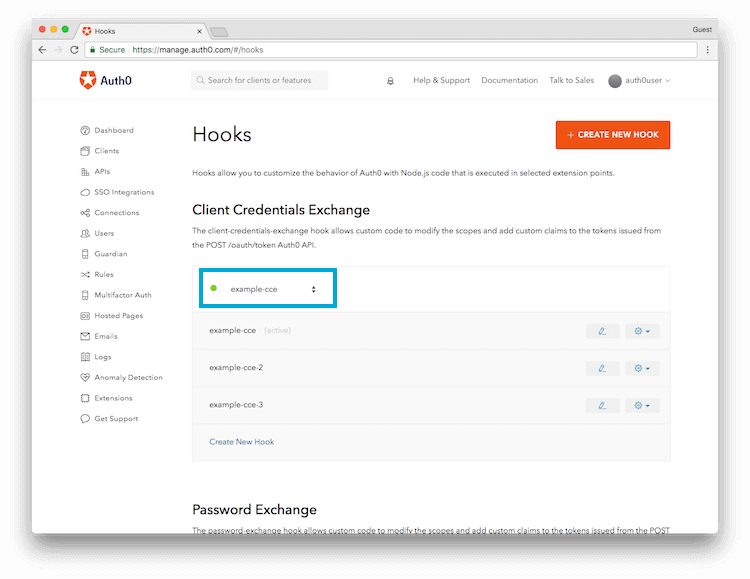 Hooks
Guest
Secure https://manage.auth0.com/#/hooks
Auth0
Search for clients or features
Help & Support
Documentation
Talk to Sales
auth0user
Dashboard
Clients
APIs
SSO Integrations
Connections
Users
Guardian
Rules
Multifactor Auth
Hosted Pages
Emails
Logs
Anomaly Detection
Extensions
Get Support
Hooks
+ CREATE NEW HOOK
Hooks allow you to customize the behavior of Auth0 with Node.js code that is executed in selected extension points.
Client Credentials Exchange
The client-credentials-exchange hook allows custom code to modify the scopes and add custom claims to the tokens issued from
the POST /oauth/token Auth0 API.
example-cce
example-cce (active)
example-cce-2
example-cce-3
Create New Hook
Password Exchange
The password-exchange hook allows custom code to modify the scopes and add custom claims to the tokens issued from the POST